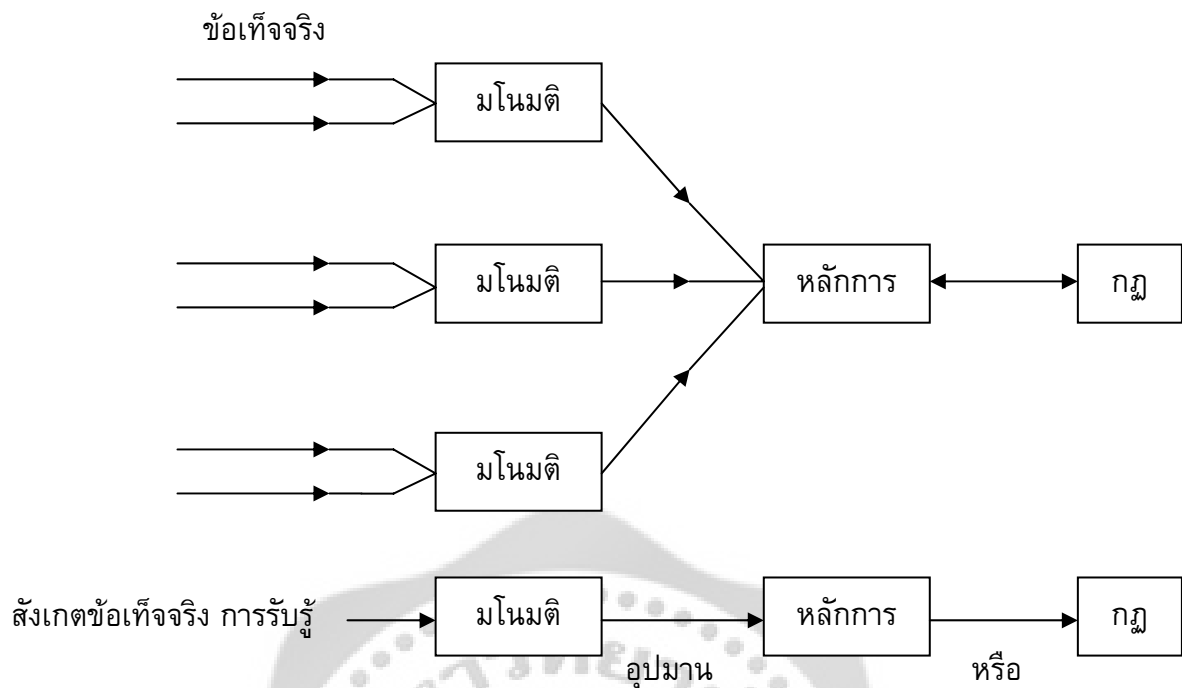 ข้อเท็จจริง
มโนมติ
มโนมติ
หลักการ
กฏ
มโนมติ
สังเกตข้อเท็จจริง การรับรู้
มโนมติ
หลักการ
กฏ
อุปมาน
หรือ